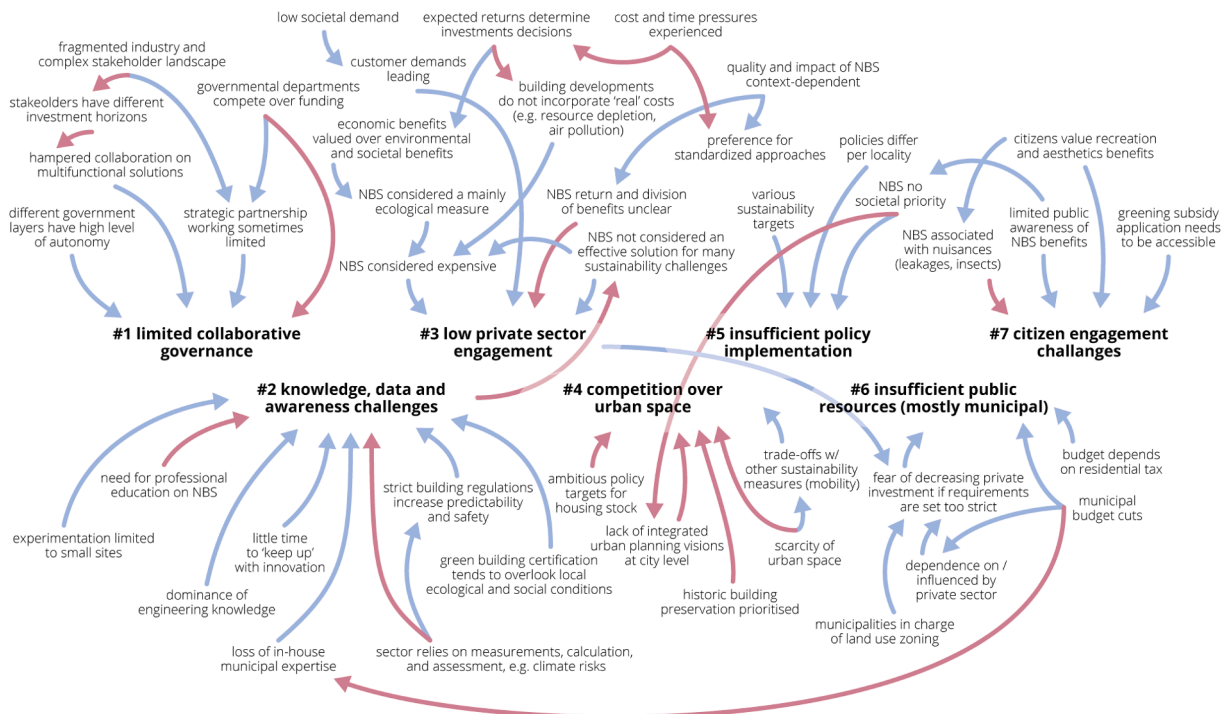 low societal demand
expected returns determine
investments decisions
cost and time pressures
experienced
fragmented industry and
complex stakeholder landscape
customer demands
leading
quality and impact of NBS
context-dependent
stakeolders have different
investment horizons
governmental departments
compete over funding
building developments
do not incorporate ‘real’ costs
(e.g. resource depletion,
air pollution)
economic benefits
valued over environmental
and societal benefits
preference for
standardized approaches
policies differ
per locality
citizens value recreation
and aesthetics benefits
hampered collaboration on
multifunctional solutions
NBS considered a mainly
ecological measure
NBS return and division
of benefits unclear
various
sustainability
targets
NBS no
societal priority
different government
layers have high level
of autonomy
strategic partnership
working sometimes
limited
limited public
awareness of
NBS benefits
greening subsidy
application needs
to be accessible
NBS considered expensive
NBS not considered an
effective solution for many
sustainability challenges
NBS associated
with nuisances
(leakages, insects)
#1 limited collaborative
governance
#3 low private sector
engagement
#5 insufficient policy
implementation
#7 citizen engagement
challanges
#2 knowledge, data and
awareness challenges
#4 competition over
urban space
#6 insufficient public
resources (mostly municipal)
need for professional
education on NBS
strict building regulations
increase predictability
and safety
ambitious policy
targets for
housing stock
trade-offs w/
other sustainability
measures (mobility)
fear of decreasing private
investment if requirements
are set too strict
budget depends
on residential tax
municipal
budget cuts
experimentation limited
to small sites
little time
to ‘keep up’
with innovation
green building certification
tends to overlook local
ecological and social conditions
lack of integrated
urban planning visions
at city level
scarcity of
urban space
dependence on /
influenced by
private sector
dominance of
engineering knowledge
historic building
preservation prioritised
municipalities in charge
of land use zoning
loss of in-house
municipal expertise
sector relies on measurements, calculation,
and assessment, e.g. climate risks